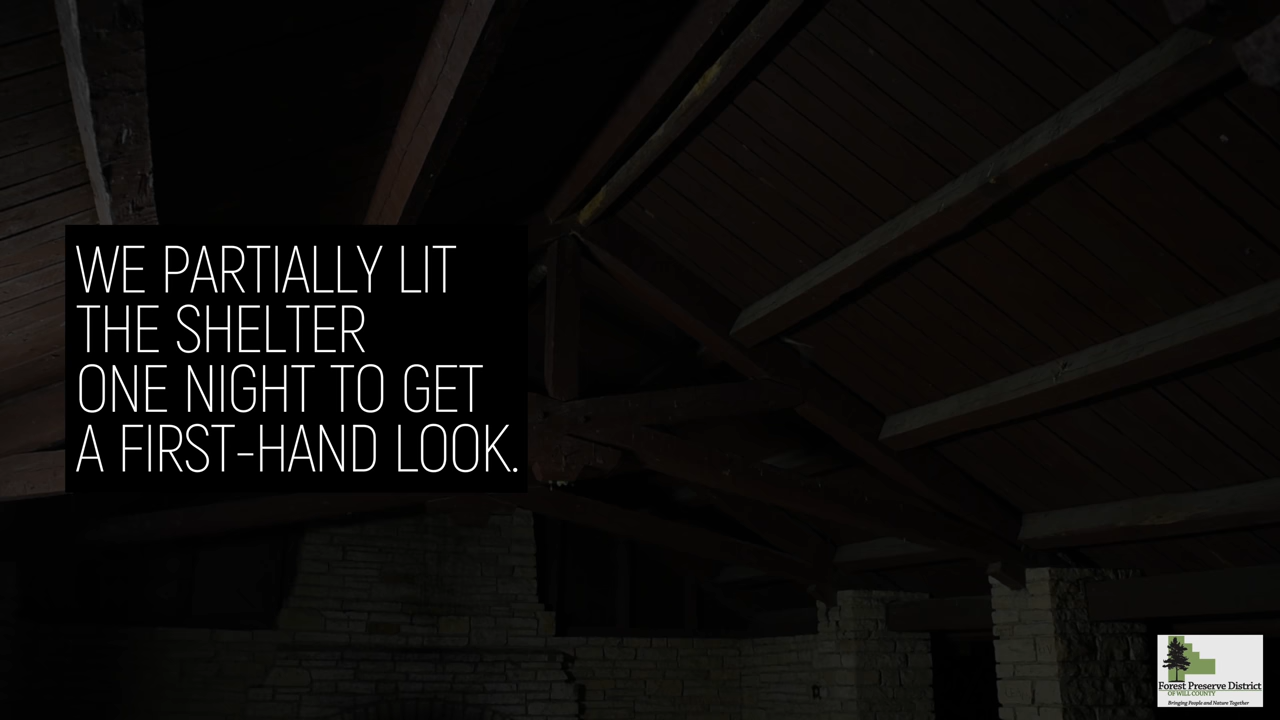 WE PARTIALLY LIT
THE SHELTER
ONE NIGHT TO GET
A FIRST-HAND LOOK.
Forest Preserve District
OF WILL COUNTY
Bringing People and Nature Together